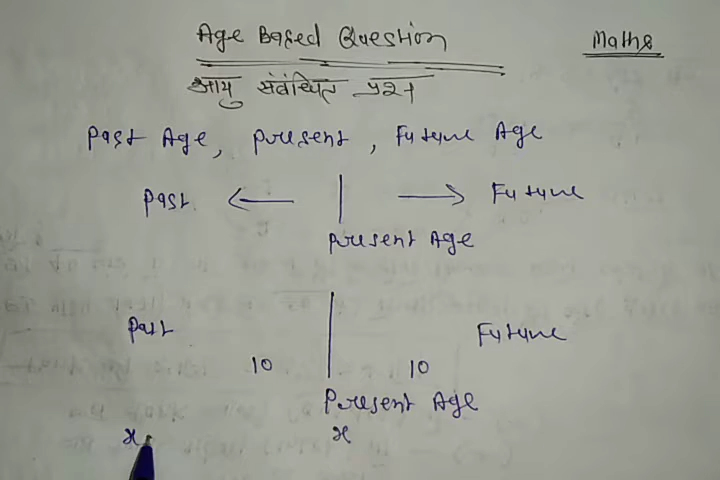 Age Based Question Maths
आयु संबंधित प्रश्न
Past Age, Present, Future Age
Past ← | → Future
Present Age
Past Future
10 10
Present Age
x x